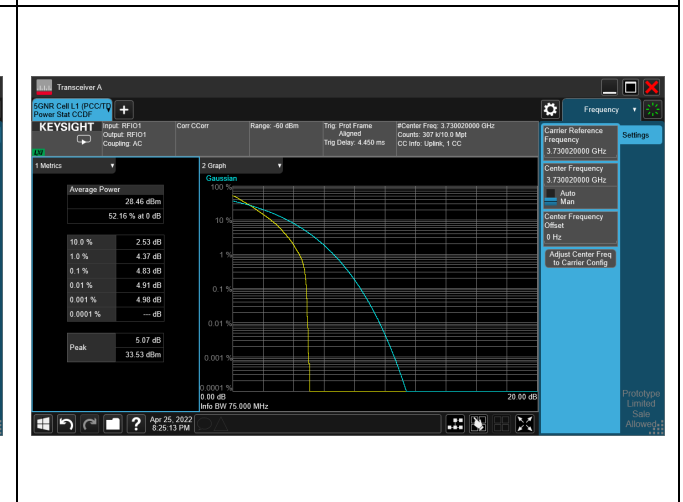 Transceiver A
5GNR Cell L1 (PCC/TD
Power Stat CCDF
+
Frequency
KEYSIGHT
LXI
Input: RFIO1
Output: RFIO1
Coupling: AC
Corr CCorr
Range: -60 dBm
Trig: Prot Frame
Aligned
Trig Delay: 4.450 ms
#Center Freq: 3.730020000 GHz
Counts: 307 k/10.0 Mpt
CC Info: Uplink, 1 CC
1 Metrics
Average Power
28.46 dBm
52.16 % at 0 dB
10.0 % 2.53 dB
1.0 % 4.37 dB
0.1 % 4.83 dB
0.01 % 4.91 dB
0.001 % 4.98 dB
0.0001 % --- dB
Peak
5.07 dB
33.53 dBm
2 Graph
Gaussian
100 %
10 %
1 %
0.1 %
0.01 %
0.001 %
0.0001 %
0.00 dB 20.00 dB
Info BW 75.000 MHz
Carrier Reference
Frequency
3.730020000 GHz
Center Frequency
3.730020000 GHz
Auto
Man
Center Frequency
Offset
0 Hz
Adjust Center Freq
to Carrier Config
Settings
Prototype
Limited
Sale
Allowed
?
Apr 25, 2022
8:25:13 PM